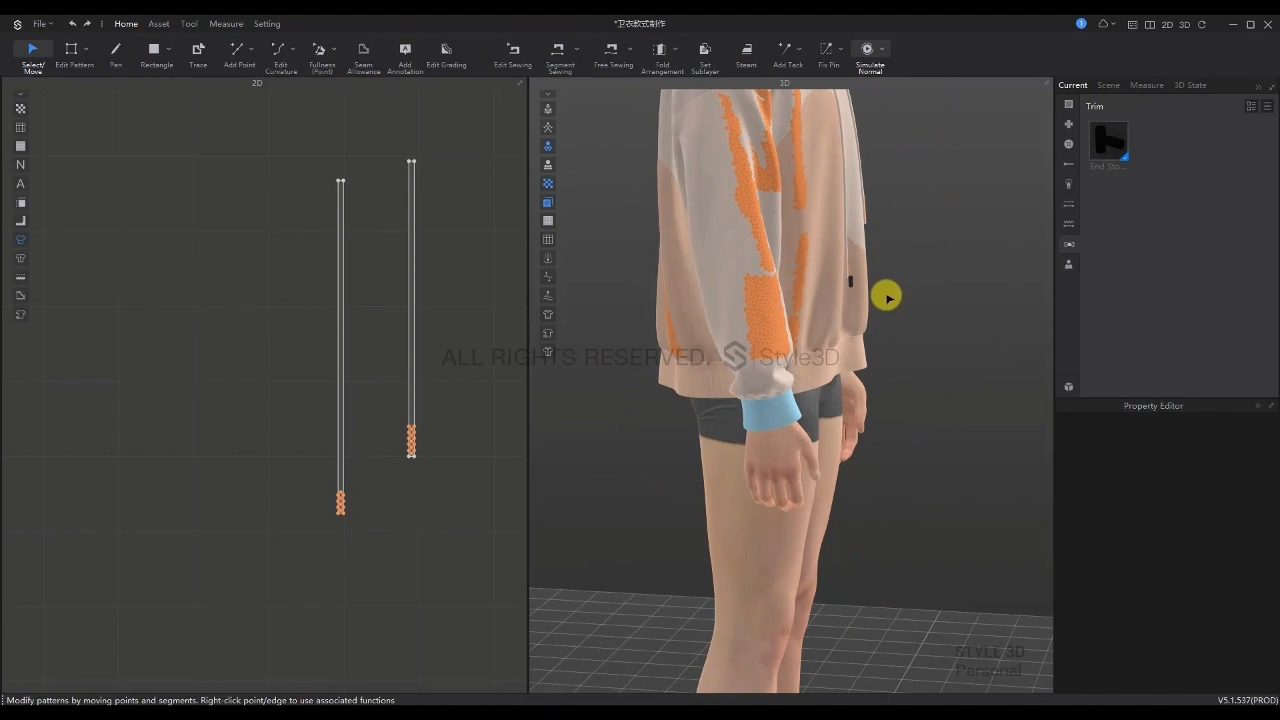 File
Home
Asset
Tool
Measure
Setting
*卫衣款式制作
1
2D
3D
Select/
Move
Edit Pattern
Pen
Rectangle
Trace
Add Point
Edit
Curvature
Fullness
(Point)
Seam
Allowance
Add
Annotation
Edit Grading
Edit Sewing
Segment
Sewing
Free Sewing
Fold
Arrangement
Set
Sublayer
Steam
Add Tack
Fix Pin
Simulate
Normal
2D
3D
Current
Scene
Measure
3D State
Trim
End Sto...
Property Editor
ALL RIGHTS RESERVED. Style3D
STYLE 3D
Personal
Modify patterns by moving points and segments. Right-click point/edge to use associated functions
V5.1.537(PROD)